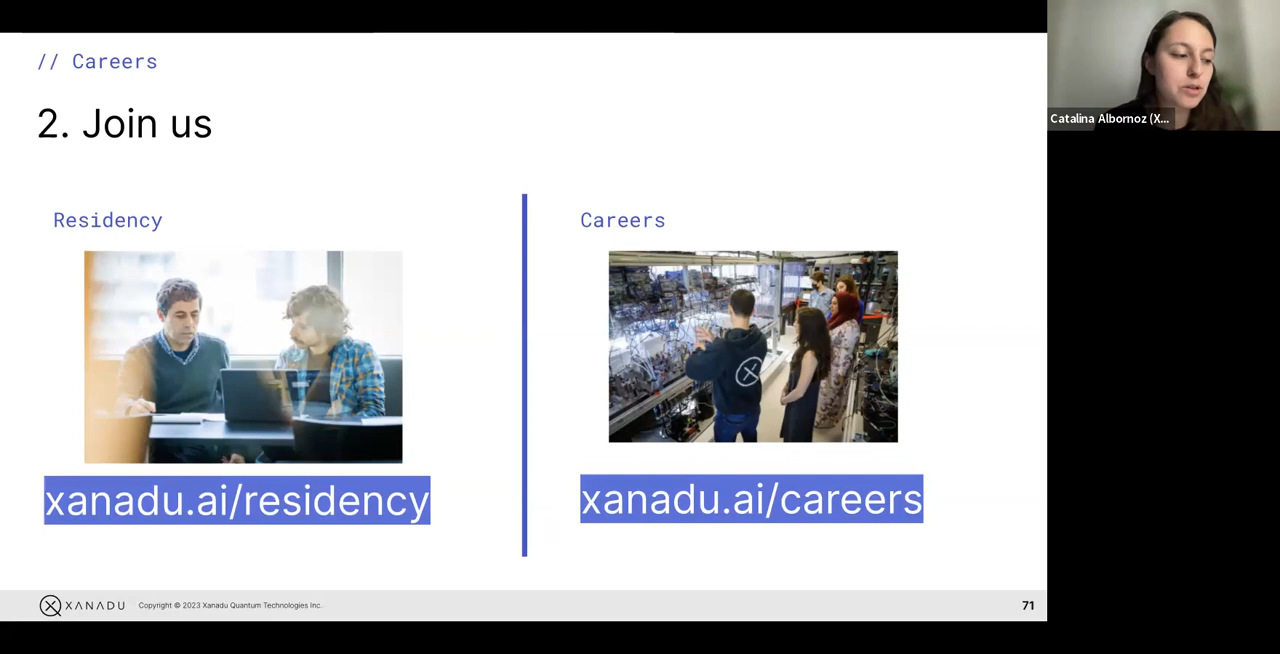 // Careers
2. Join us
Residency
Careers
xanadu.ai/residency
xanadu.ai/careers
XANADU
Copyright © 2023 Xanadu Quantum Technologies Inc.
71
Catalina Albornoz (X...